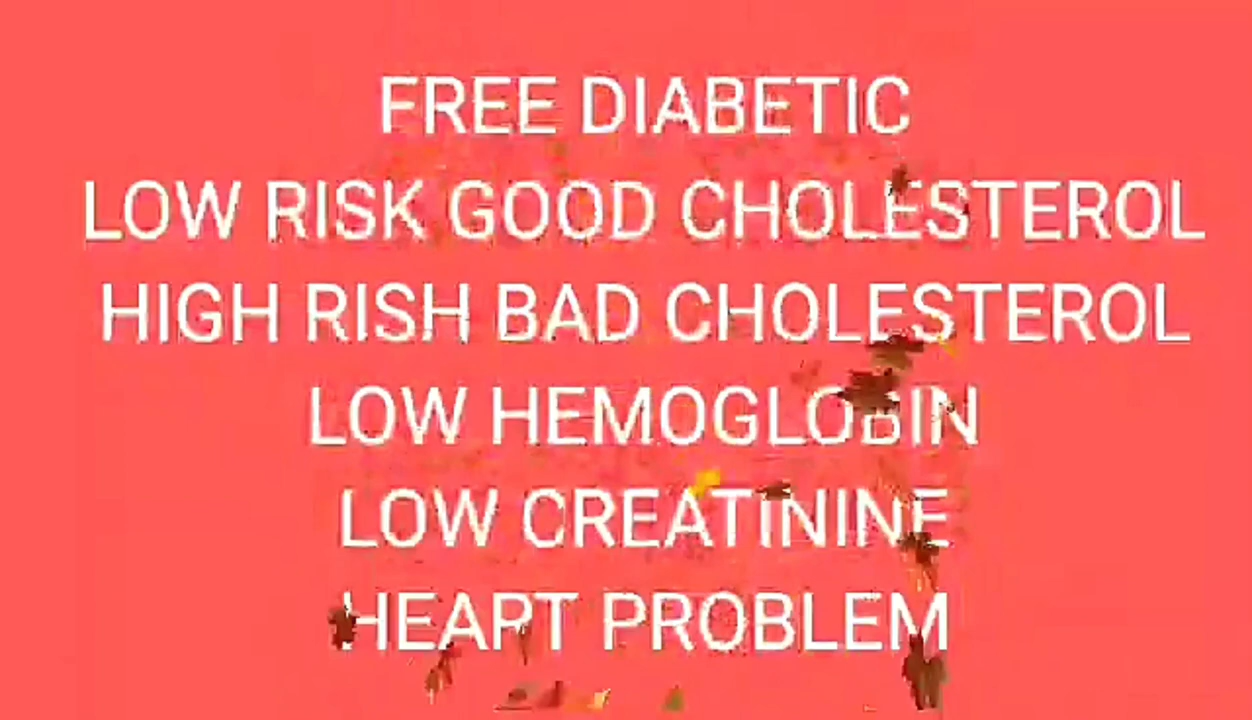 FREE DIABETIC
LOW RISK GOOD CHOLESTEROL
HIGH RISH BAD CHOLESTEROL
LOW HEMOGLOBIN
LOW CREATININE
HEART PROBLEM